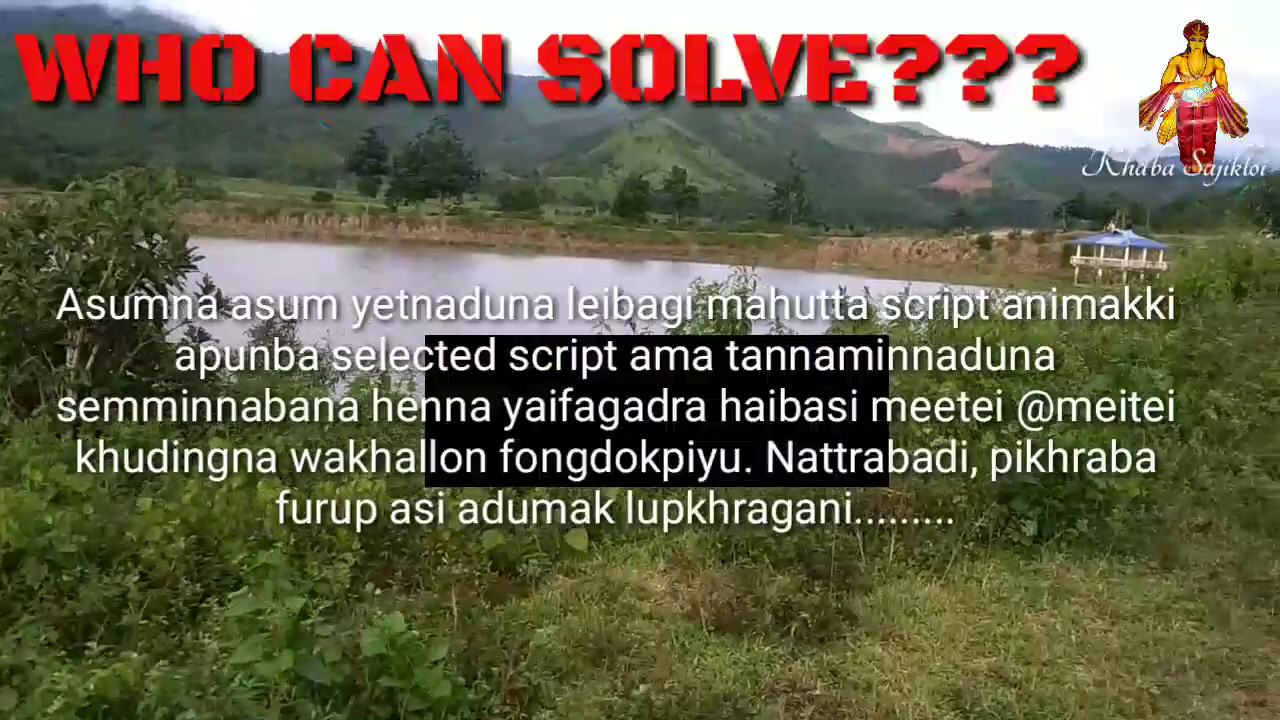 WHO CAN SOLVE???
Khaba Sajikloi
Asumna asum yetnaduna leibagi mahutta script animakki
apunba selected script ama tannaminnaduna
semminnabana henna yaifagadra haibasi meetei @meitei
khudingna wakhallon fongdokpiyu. Nattrabadi, pikhraba
furup asi adumak lupkhragani.........